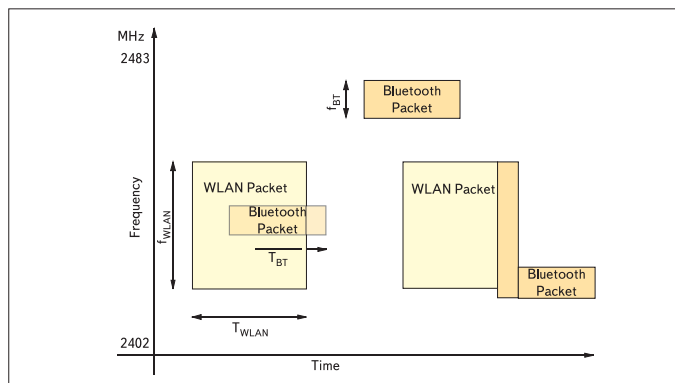 MHz
2483
Bluetooth
Packet
f_BT
WLAN Packet
Bluetooth
Packet
T_BT
WLAN Packet
Bluetooth
Packet
Frequency
f_WLAN
T_WLAN
2402
Time